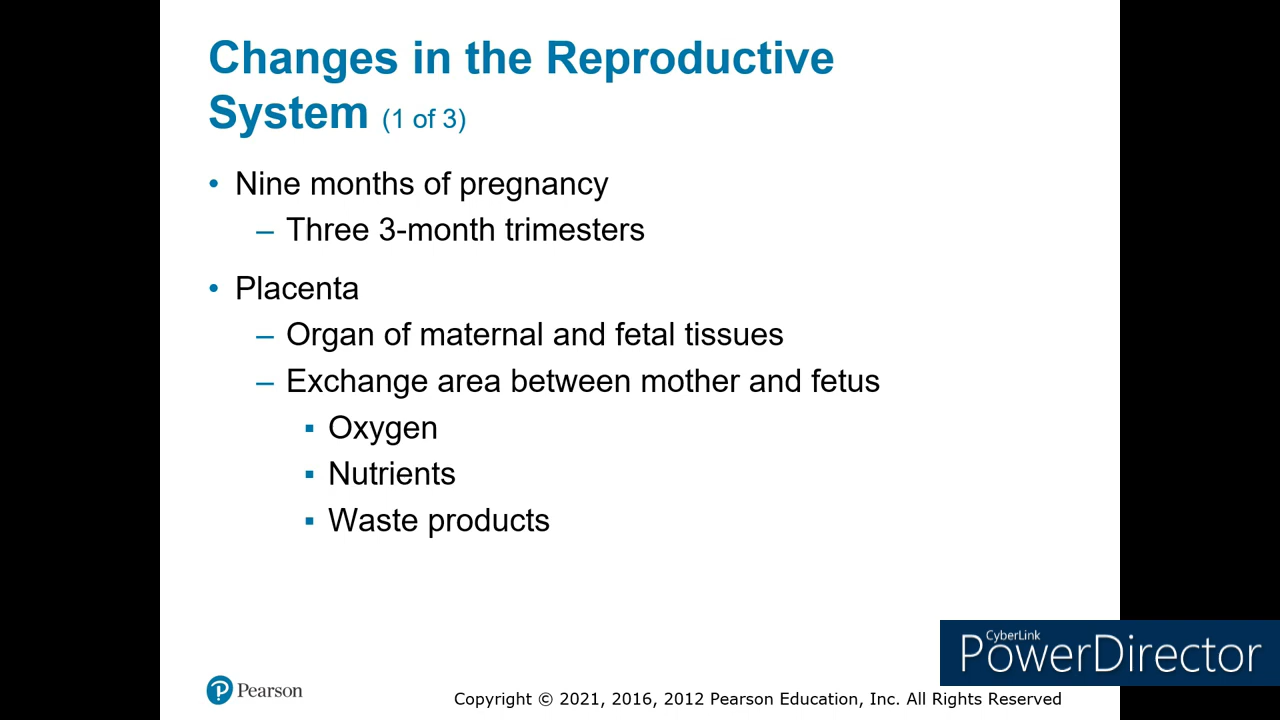 Changes in the Reproductive
System (1 of 3)
• Nine months of pregnancy
– Three 3-month trimesters
• Placenta
– Organ of maternal and fetal tissues
– Exchange area between mother and fetus
▪ Oxygen
▪ Nutrients
▪ Waste products
CyberLink
PowerDirector
P Pearson
Copyright © 2021, 2016, 2012 Pearson Education, Inc. All Rights Reserved